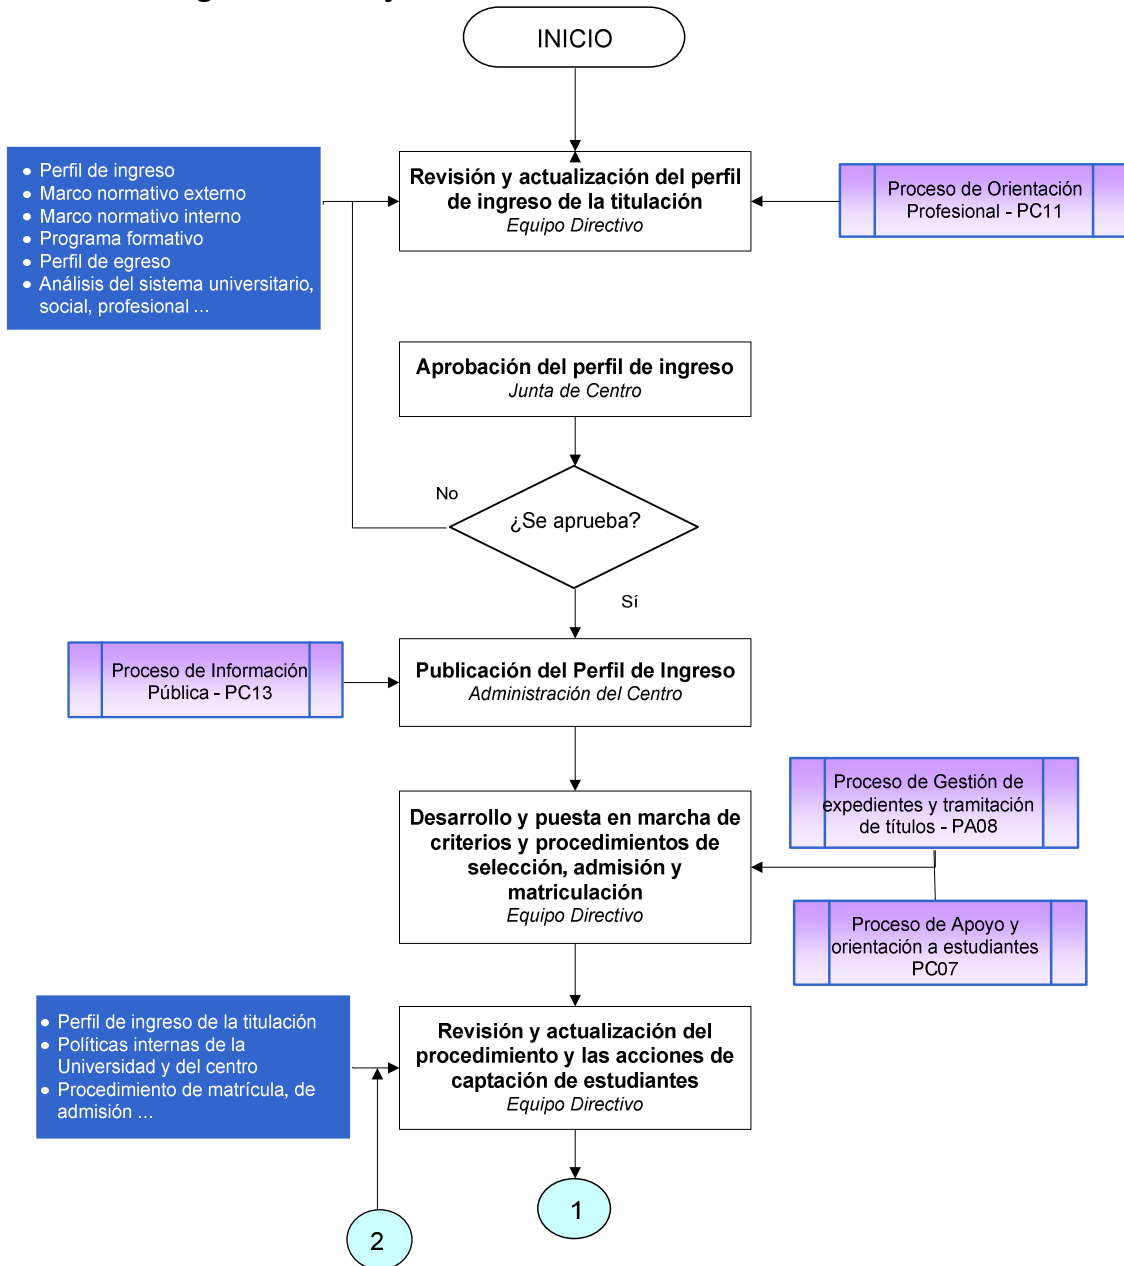 INICIO
• Perfil de ingreso
• Marco normativo externo
• Marco normativo interno
• Programa formativo
• Perfil de egreso
• Análisis del sistema universitario,
social, profesional ...
Revisión y actualización del perfil
de ingreso de la titulación
Equipo Directivo
Proceso de Orientación
Profesional - PC11
Aprobación del perfil de ingreso
Junta de Centro
No
¿Se aprueba?
Sí
Proceso de Información
Pública - PC13
Publicación del Perfil de Ingreso
Administración del Centro
Proceso de Gestión de
expedientes y tramitación
de títulos - PA08
Desarrollo y puesta en marcha de
criterios y procedimientos de
selección, admisión y
matriculación
Equipo Directivo
Proceso de Apoyo y
orientación a estudiantes
PC07
• Perfil de ingreso de la titulación
• Políticas internas de la
Universidad y del centro
• Procedimiento de matrícula, de
admisión ...
Revisión y actualización del
procedimiento y las acciones de
captación de estudiantes
Equipo Directivo
1
2